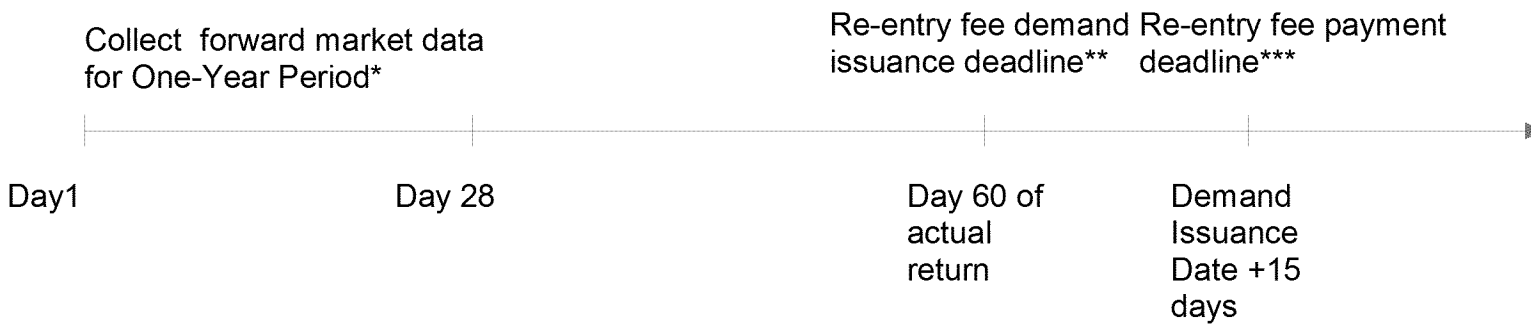 Collect forward market data
for One-Year Period*
Re-entry fee demand
issuance deadline**
Re-entry fee payment
deadline***
Day1
Day 28
Day 60 of
actual
return
Demand
Issuance
Date +15
days